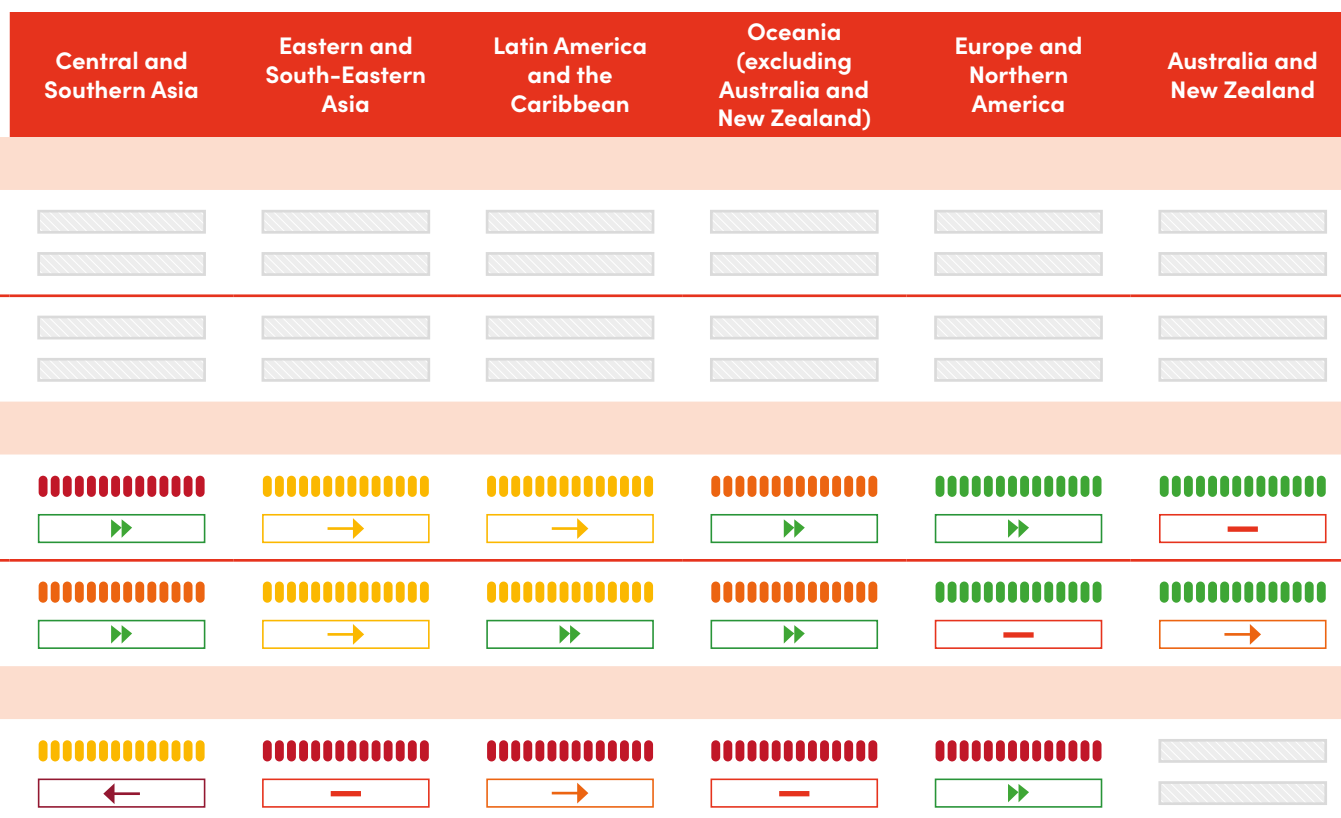 Central and
Southern Asia
Eastern and
South-Eastern
Asia
Latin America
and the
Caribbean
Oceania
(excluding
Australia and
New Zealand)
Europe and
Northern
America
Australia and
New Zealand